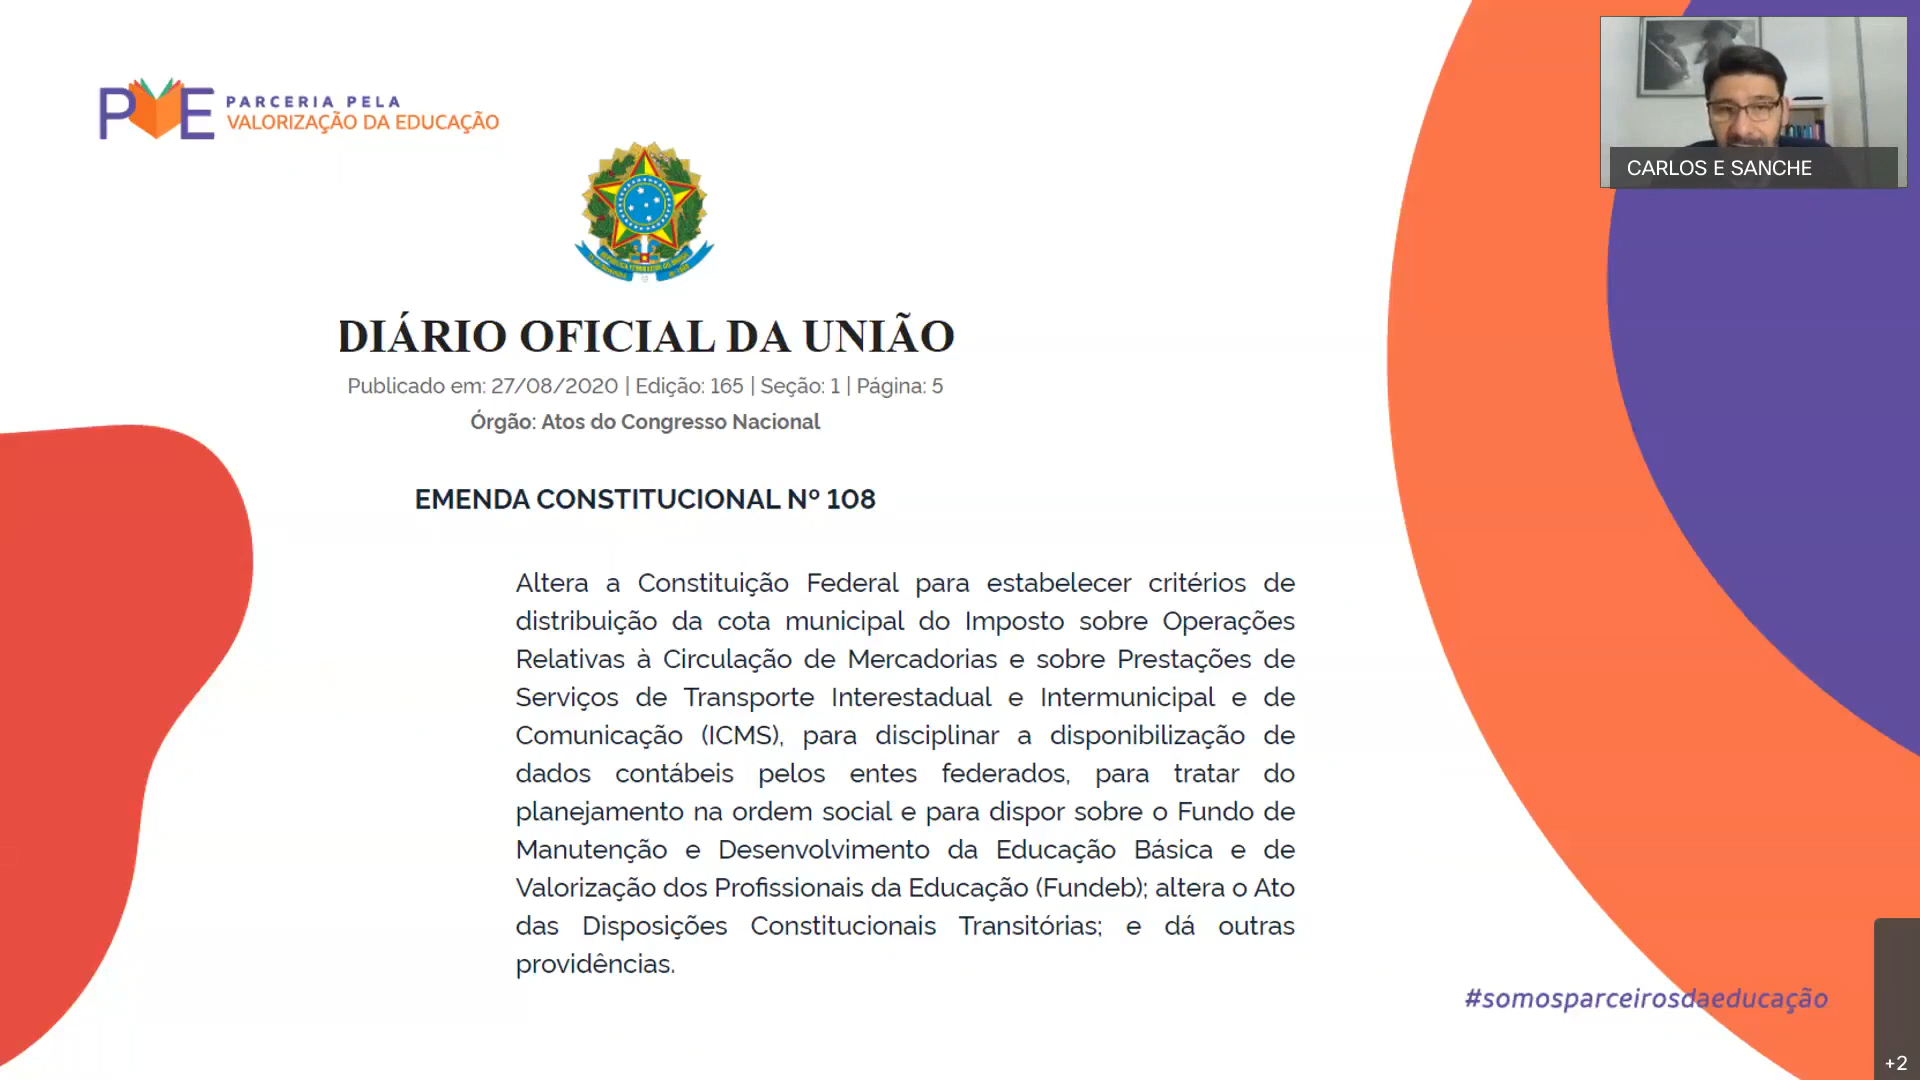 PVE PARCERIA PELA
VALORIZAÇÃO DA EDUCAÇÃO
CARLOS E SANCHE
DIÁRIO OFICIAL DA UNIÃO
Publicado em: 27/08/2020 | Edição: 165 | Seção: 1 | Página: 5
Órgão: Atos do Congresso Nacional
EMENDA CONSTITUCIONAL Nº 108
Altera a Constituição Federal para estabelecer critérios de
distribuição da cota municipal do Imposto sobre Operações
Relativas à Circulação de Mercadorias e sobre Prestações de
Serviços de Transporte Interestadual e Intermunicipal e de
Comunicação (ICMS), para disciplinar a disponibilização de
dados contábeis pelos entes federados, para tratar do
planejamento na ordem social e para dispor sobre o Fundo de
Manutenção e Desenvolvimento da Educação Básica e de
Valorização dos Profissionais da Educação (Fundeb); altera o Ato
das Disposições Constitucionais Transitórias; e dá outras
providências.
#somosparceirosdaeducação
+2